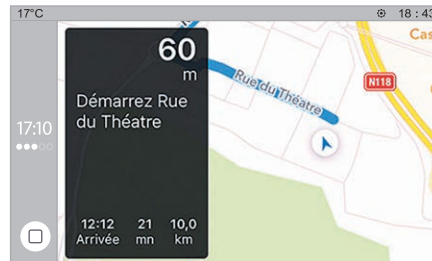 17°C
18 : 43
60
m
Démarrez Rue
du Théatre
12:12 21 10,0
Arrivée mn km
17:10
Rue du Théatre
N118
Cas